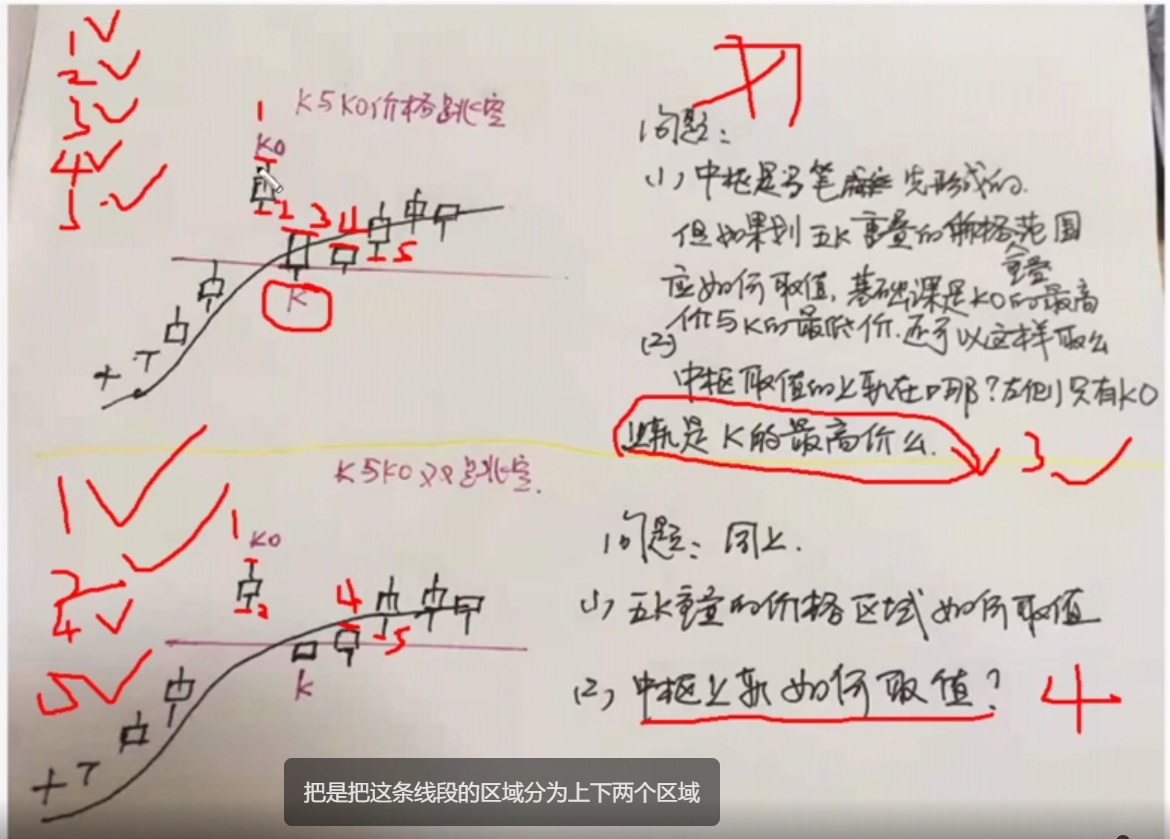 1
2
3
4
5
K与K0价格跳空
1
K0
2 3 4
5
K
+ T
问题：
(1) 中枢是与笔 先形成的.
但如果划五K重叠的价格范围
重叠
应如何取值, 基础课是K0的最高
价与K的最低价.还可以这样取么
(2)
中枢取值的上轨在哪？左侧只有K0
上轨是K的最高价么.
3
K与K0双跳空.
1
2
4
5
1
K0
2
4
5
K
+ T
问题：同上.
(1) 五K重叠的价格区域如何取值
(2) 中枢上轨如何取值？
4
把是把这条线段的区域分为上下两个区域